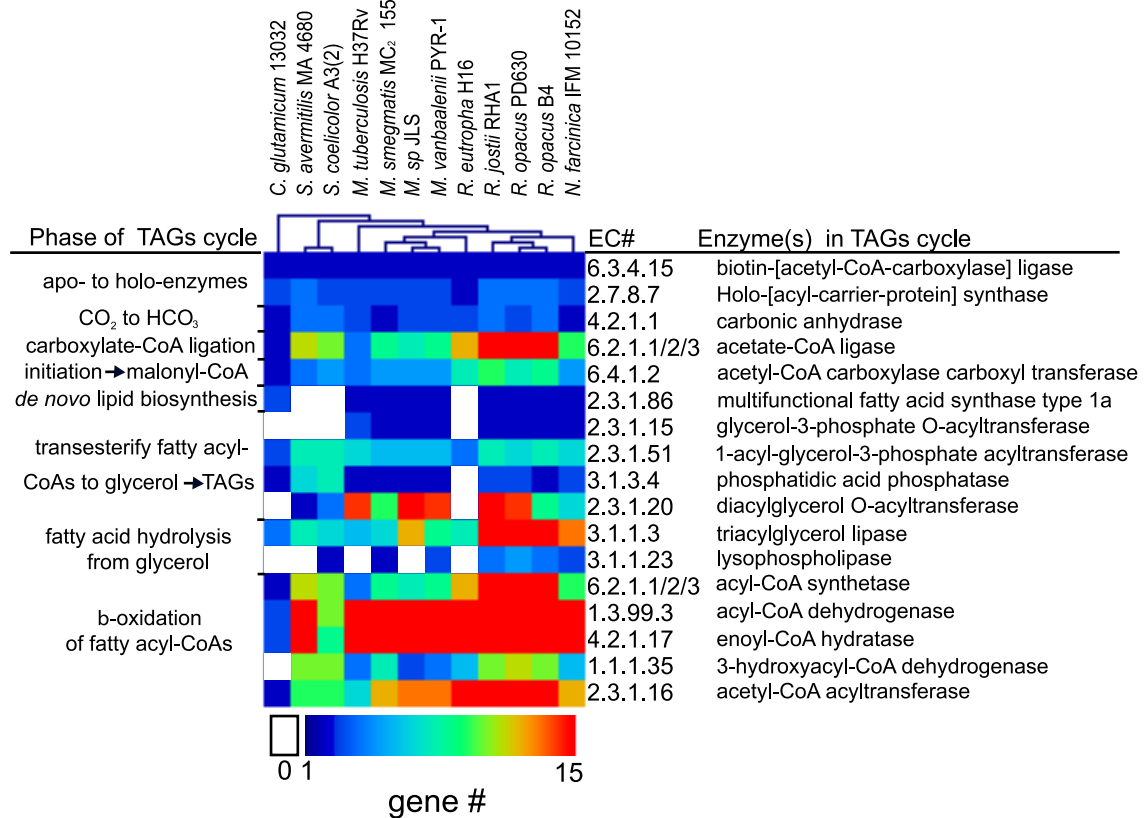 C. glutamicum 13032
S. avermitilis MA 4680
S. coelicolor A3(2)
M. tuberculosis H37Rv
M. smegmatis MC₂ 155
M. sp JLS
M. vanbaalenii PYR-1
R. eutropha H16
R. jostii RHA1
R. opacus PD630
R. opacus B4
N. farcinica IFM 10152
Phase of TAGs cycle EC# Enzyme(s) in TAGs cycle
apo- to holo-enzymes
6.3.4.15 biotin-[acetyl-CoA-carboxylase] ligase
2.7.8.7 Holo-[acyl-carrier-protein] synthase
CO₂ to HCO₃ 4.2.1.1 carbonic anhydrase
carboxylate-CoA ligation 6.2.1.1/2/3 acetate-CoA ligase
initiation→malonyl-CoA 6.4.1.2 acetyl-CoA carboxylase carboxyl transferase
de novo lipid biosynthesis 2.3.1.86 multifunctional fatty acid synthase type 1a
2.3.1.15 glycerol-3-phosphate O-acyltransferase
transesterify fatty acyl- 2.3.1.51 1-acyl-glycerol-3-phosphate acyltransferase
CoAs to glycerol→TAGs 3.1.3.4 phosphatidic acid phosphatase
2.3.1.20 diacylglycerol O-acyltransferase
fatty acid hydrolysis 3.1.1.3 triacylglycerol lipase
from glycerol 3.1.1.23 lysophospholipase
6.2.1.1/2/3 acyl-CoA synthetase
b-oxidation 1.3.99.3 acyl-CoA dehydrogenase
of fatty acyl-CoAs 4.2.1.17 enoyl-CoA hydratase
1.1.1.35 3-hydroxyacyl-CoA dehydrogenase
2.3.1.16 acetyl-CoA acyltransferase
0 1 15
gene #